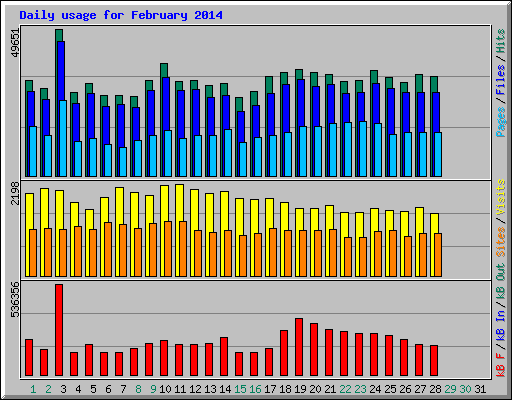 Daily usage for February 2014
49651
Pages / Files / Hits
2198
Sites / Visits
536356
kB F / kB In / kB Out
1 2 3 4 5 6 7 8 9 10 11 12 13 14 15 16 17 18 19 20 21 22 23 24 25 26 27 28 29 30 31